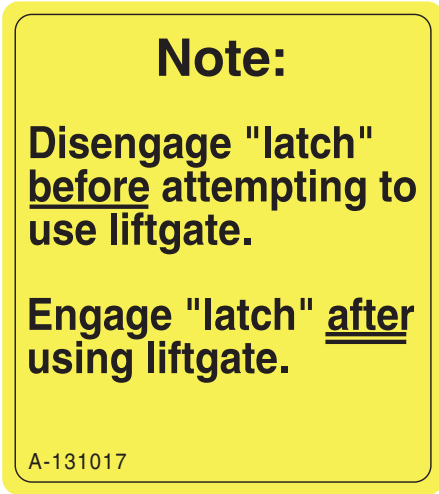 Note:
Disengage "latch"
before attempting to
use liftgate.
Engage "latch" after
using liftgate.
A-131017